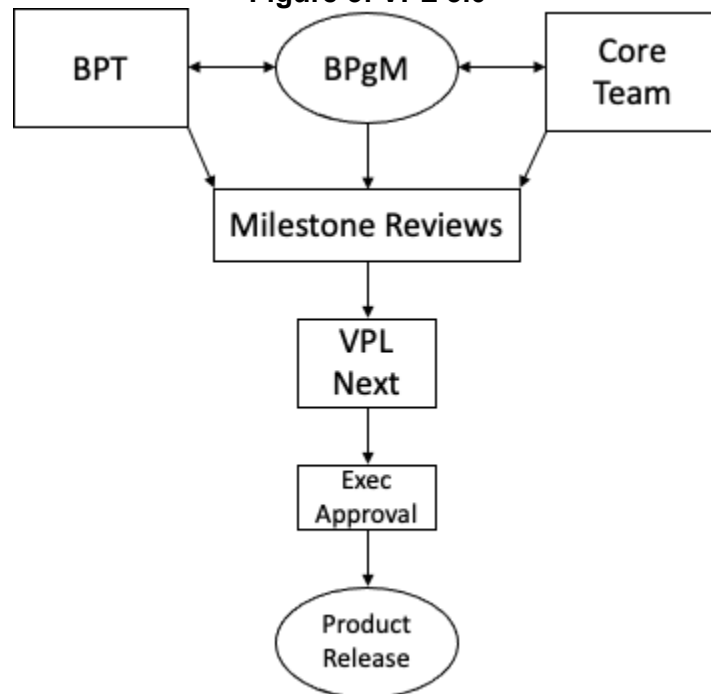 BPT
BPgM
Core
Team
Milestone Reviews
VPL
Next
Exec
Approval
Product
Release